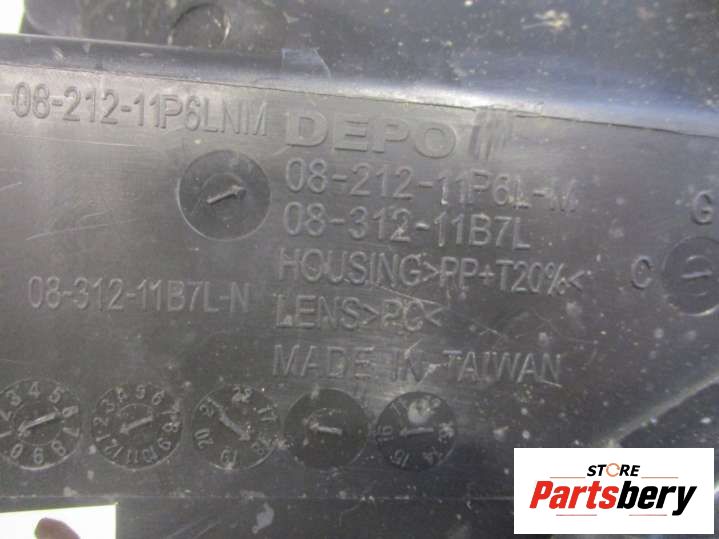 08-212-11P6LNM
DEPO
08-212-11P6L-M
08-312-11B7L
HOUSING>PP+T20%<
08-312-11B7L-N
LENS>PC<
MADE IN TAIWAN
G
C
STORE
Partsbery